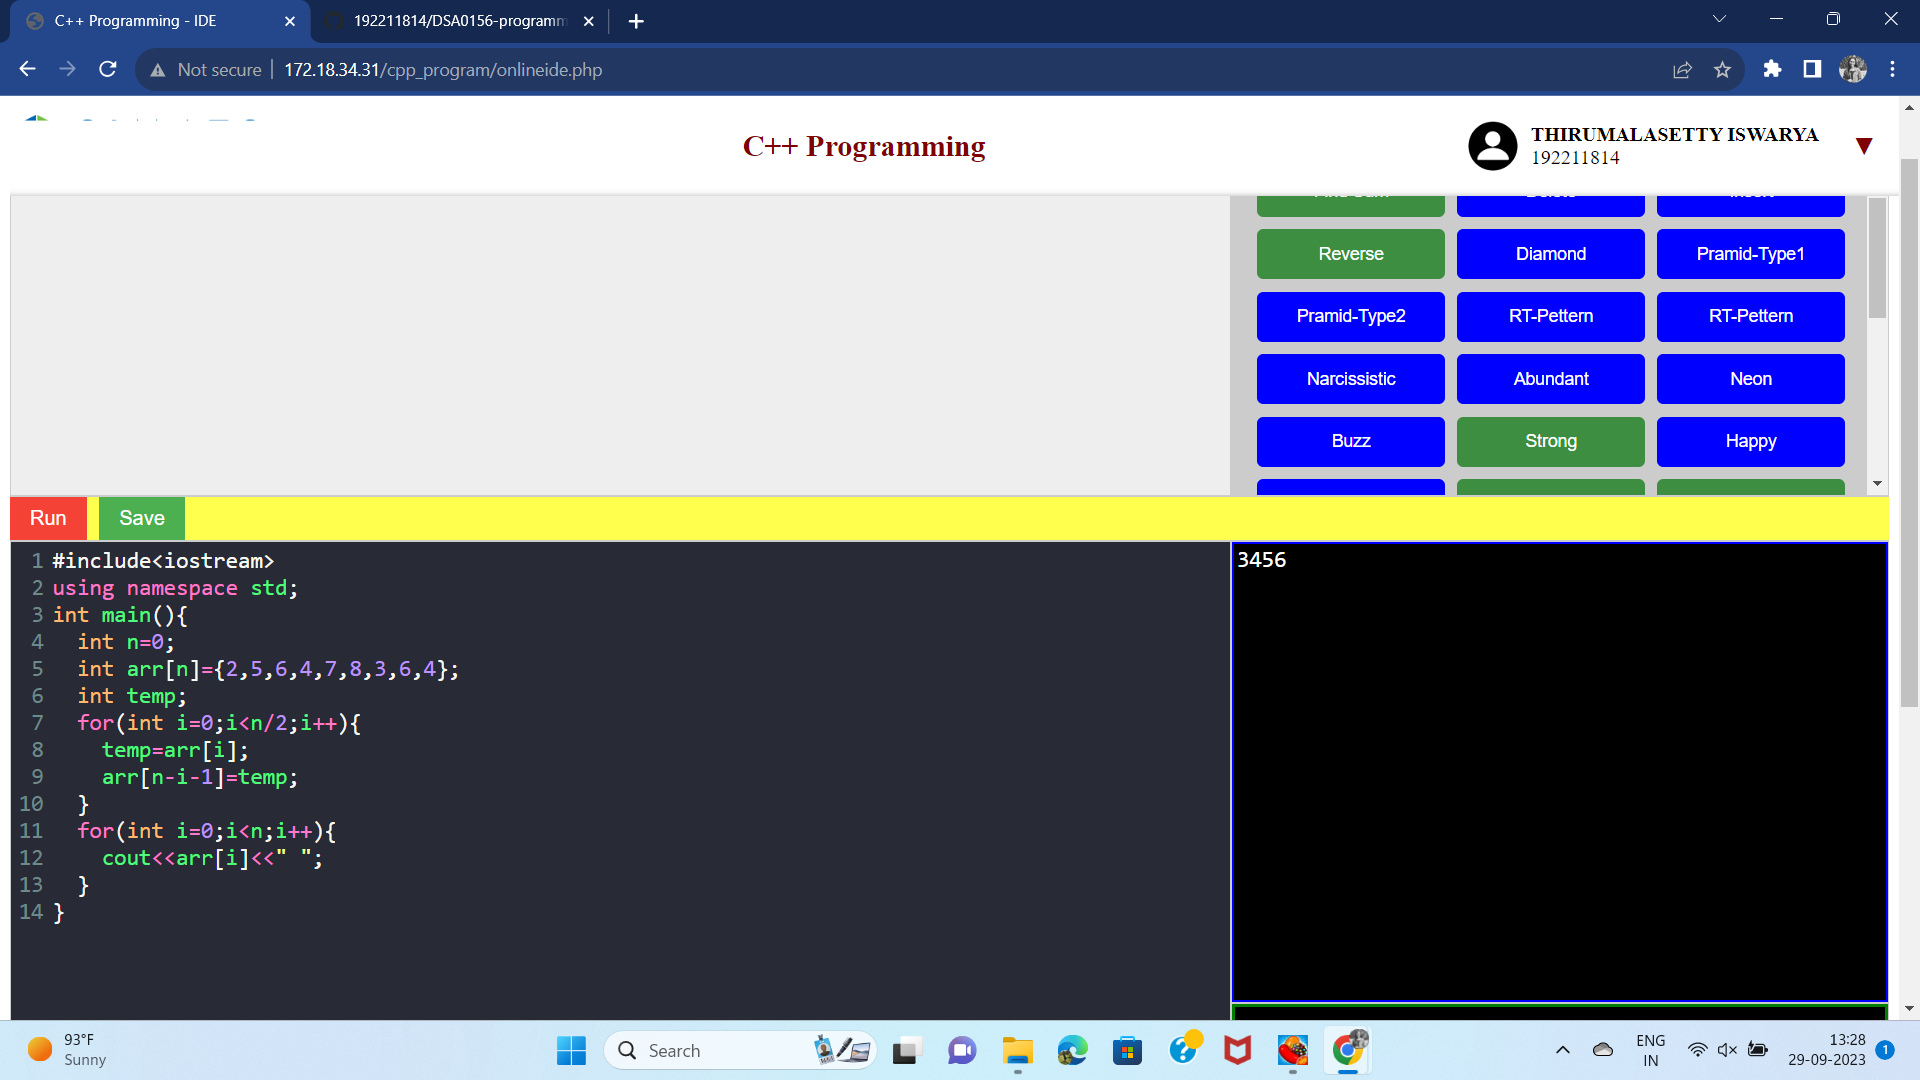 C++ Programming - IDE
192211814/DSA0156-programm
Not secure
172.18.34.31/cpp_program/onlineide.php
C++ Programming
THIRUMALASETTY ISWARYA
192211814
Reverse
Diamond
Pramid-Type1
Pramid-Type2
RT-Pettern
RT-Pettern
Narcissistic
Abundant
Neon
Buzz
Strong
Happy
Run
Save
1 #include<iostream>
2 using namespace std;
3 int main(){
4 int n=0;
5 int arr[n]={2,5,6,4,7,8,3,6,4};
6 int temp;
7 for(int i=0;i<n/2;i++){
8 temp=arr[i];
9 arr[n-i-1]=temp;
10 }
11 for(int i=0;i<n;i++){
12 cout<<arr[i]<<" ";
13 }
14 }
3456
93°F
Sunny
Search
ENG
IN
13:28
29-09-2023
1